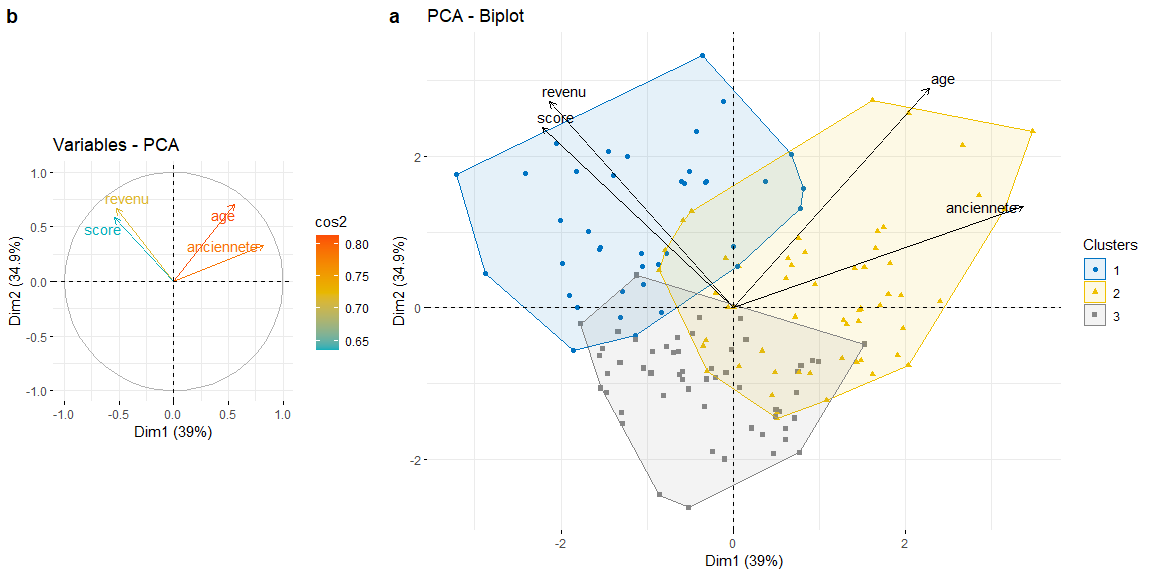 b
Variables - PCA
1.0
0.5
0.0
-0.5
-1.0
Dim2 (34.9%)
revenu
score
age
anciennete
-1.0
-0.5
0.0
0.5
1.0
Dim1 (39%)
cos2
0.80
0.75
0.70
0.65
a
PCA - Biplot
2
0
-2
Dim2 (34.9%)
revenu
score
age
anciennete
-2
0
2
Dim1 (39%)
Clusters
1
2
3